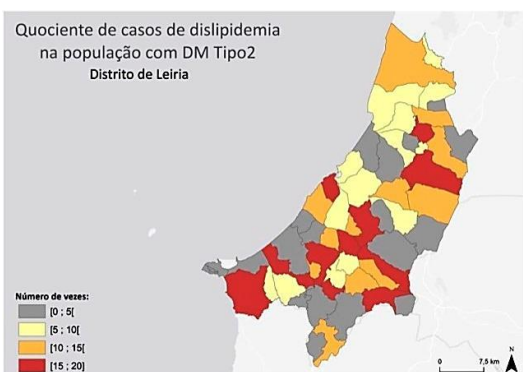 Quociente de casos de dislipidemia
na população com DM Tipo2
Distrito de Leiria
Número de vezes:
[0 ; 5[
[5 ; 10[
[10 ; 15[
[15 ; 20]
N
0 7,5 km